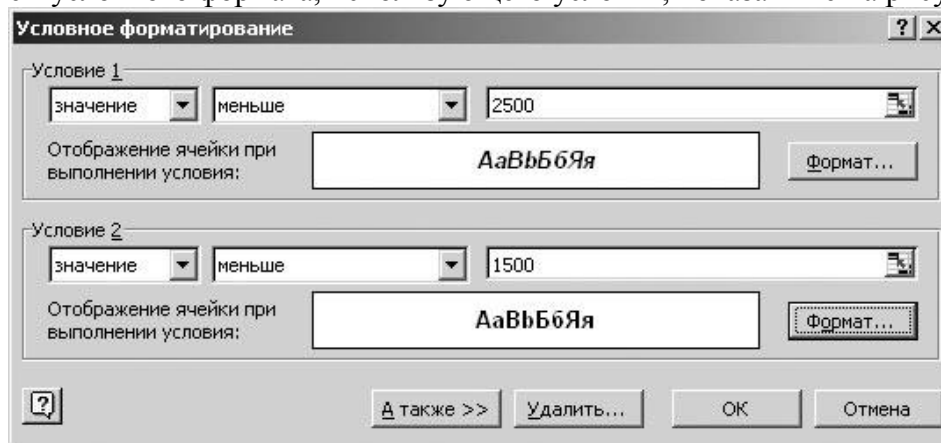 Условное форматирование
Условие 1
значение меньше 2500
Отображение ячейки при
выполнении условия:
АаВbБбЯя
Формат...
Условие 2
значение меньше 1500
Отображение ячейки при
выполнении условия:
АаВbБбЯя
Формат...
А также >> Удалить... ОК Отмена